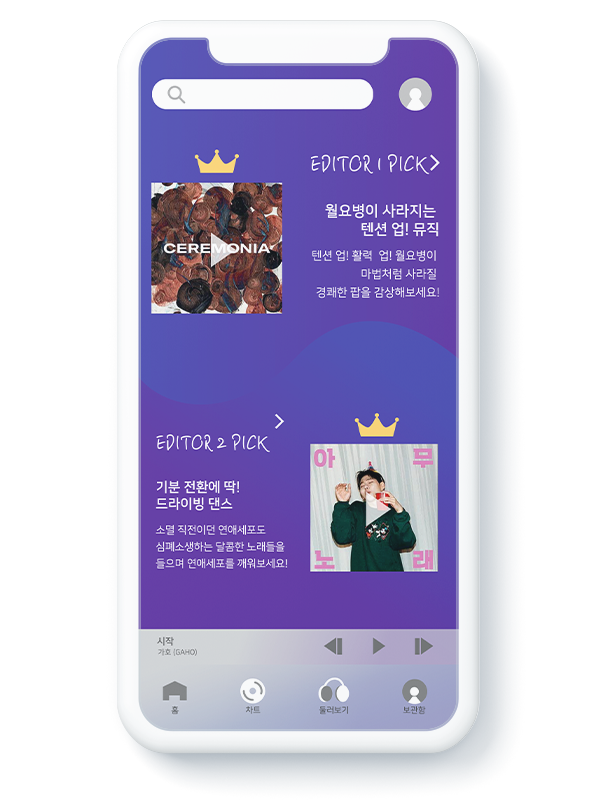 EDITOR 1 PICK
CEREMONIA
월요병이 사라지는
텐션 업! 뮤직
텐션 업! 활력 업! 월요병이
마법처럼 사라질
경쾌한 팝을 감상해보세요!
EDITOR 2 PICK
기분 전환에 딱!
드라이빙 댄스
소멸 직전이던 연애세포도
심폐소생하는 달콤한 노래들을
들으며 연애세포를 깨워보세요!
아 무
노 래
시작
가호 (GAHO)
홈 차트 둘러보기 보관함